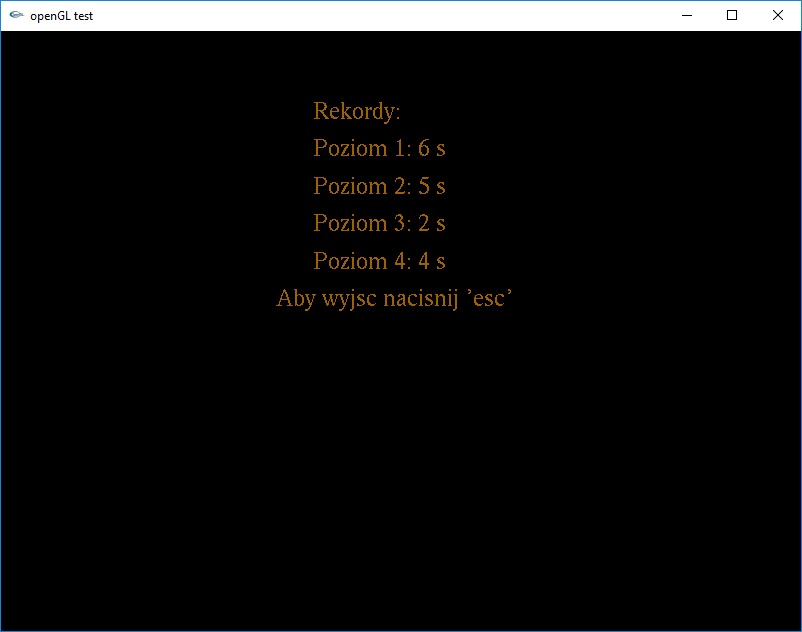 openGL test
Rekordy:
Poziom 1: 6 s
Poziom 2: 5 s
Poziom 3: 2 s
Poziom 4: 4 s
Aby wyjsc nacisnij ’esc’